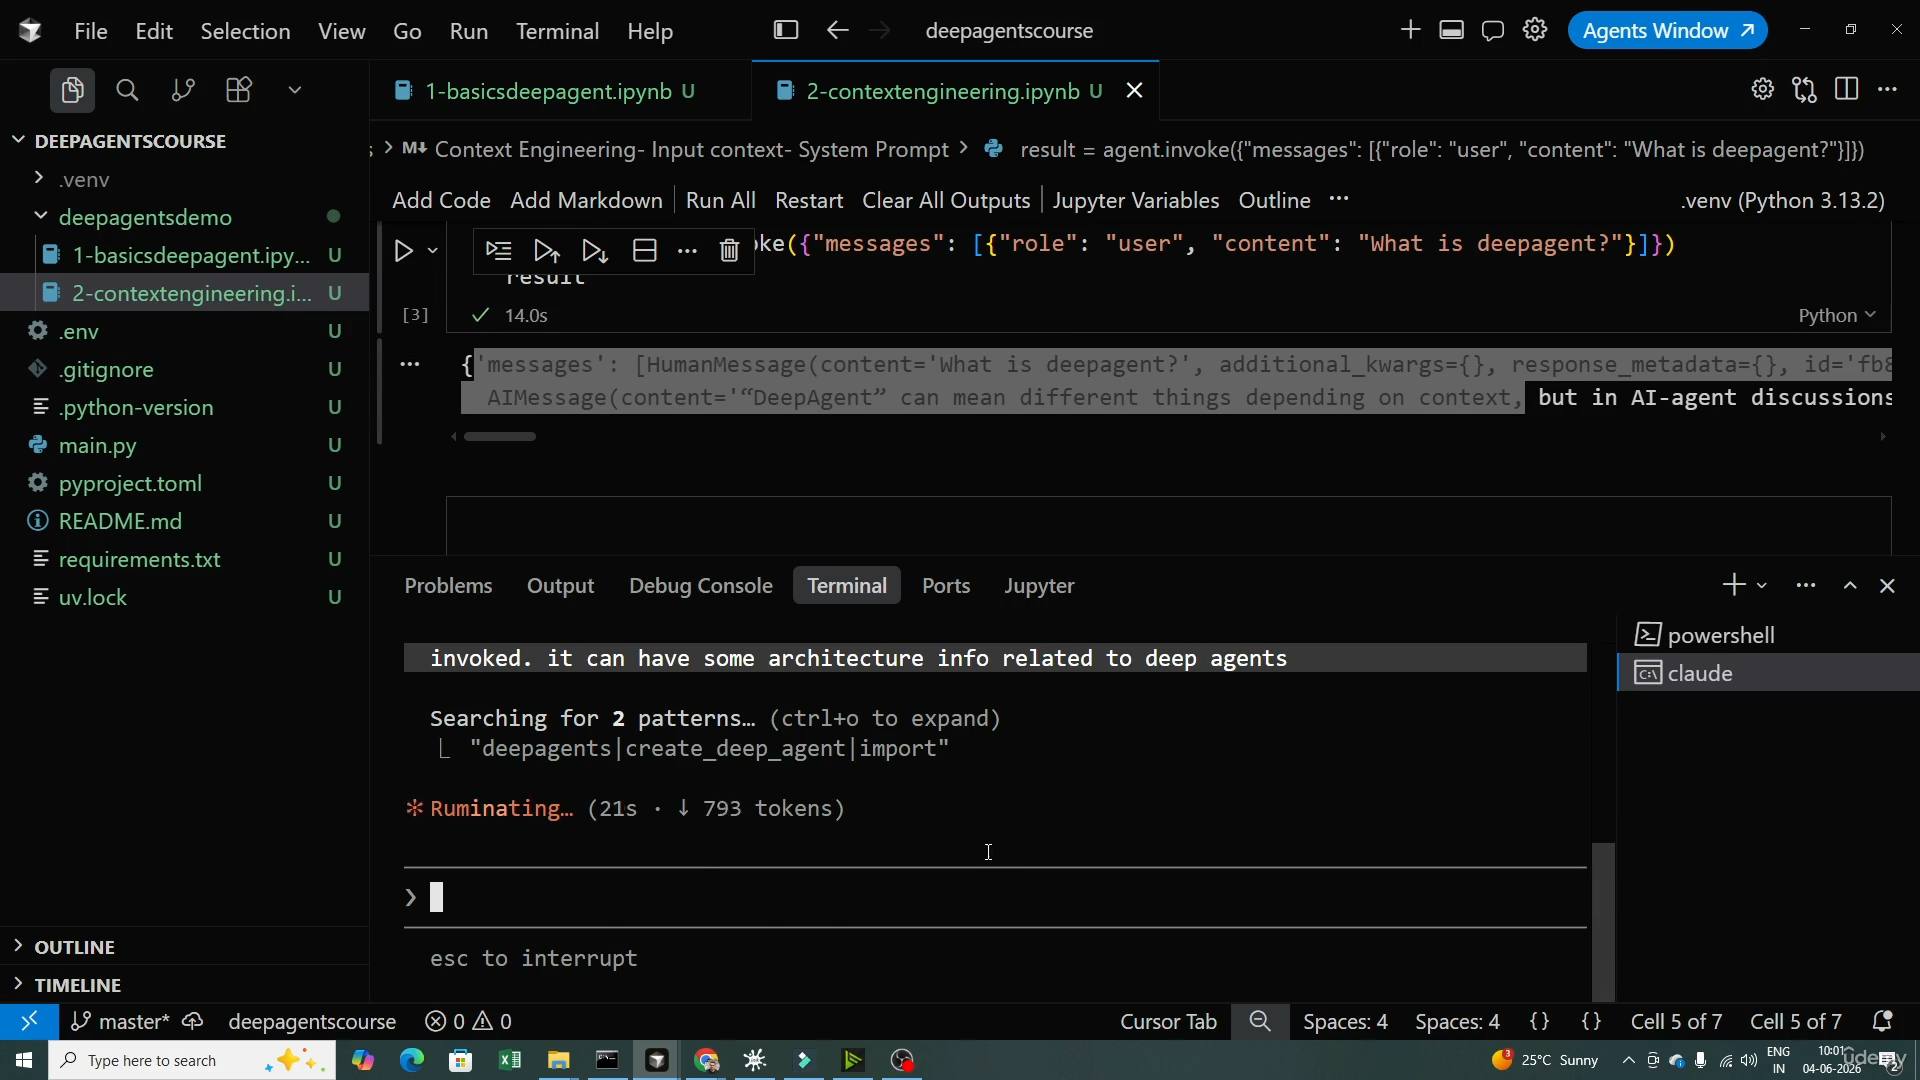 File Edit Selection View Go Run Terminal Help deepagentscourse Agents Window
1-basicsdeepagent.ipynb U 2-contextengineering.ipynb U
DEEPAGENTSCOURSE
.venv
deepagentsdemo
1-basicsdeepagent.ipy... U
2-contextengineering.i... U
.env U
.gitignore U
.python-version U
main.py U
pyproject.toml U
README.md U
requirements.txt U
uv.lock U
OUTLINE
TIMELINE
Context Engineering- Input context- System Prompt > result = agent.invoke({"messages": [{"role": "user", "content": "What is deepagent?"}]})
Add Code Add Markdown Run All Restart Clear All Outputs Jupyter Variables Outline ... .venv (Python 3.13.2)
ke({"messages": [{"role": "user", "content": "What is deepagent?"}]})
result
[3] 14.0s Python
{'messages': [HumanMessage(content='What is deepagent?', additional_kwargs={}, response_metadata={}, id='fb8
AIMessage(content='“DeepAgent” can mean different things depending on context, but in AI-agent discussions
Problems Output Debug Console Terminal Ports Jupyter
powershell
claude
invoked. it can have some architecture info related to deep agents
Searching for 2 patterns… (ctrl+o to expand)
"deepagents|create_deep_agent|import"
Ruminating… (21s · ↓ 793 tokens)
❯
esc to interrupt
master* deepagentscourse 0 0 Cursor Tab Spaces: 4 Spaces: 4 {} {} Cell 5 of 7 Cell 5 of 7
Type here to search 3 25°C Sunny ENG IN 10:01 04-06-2026 2
udemy